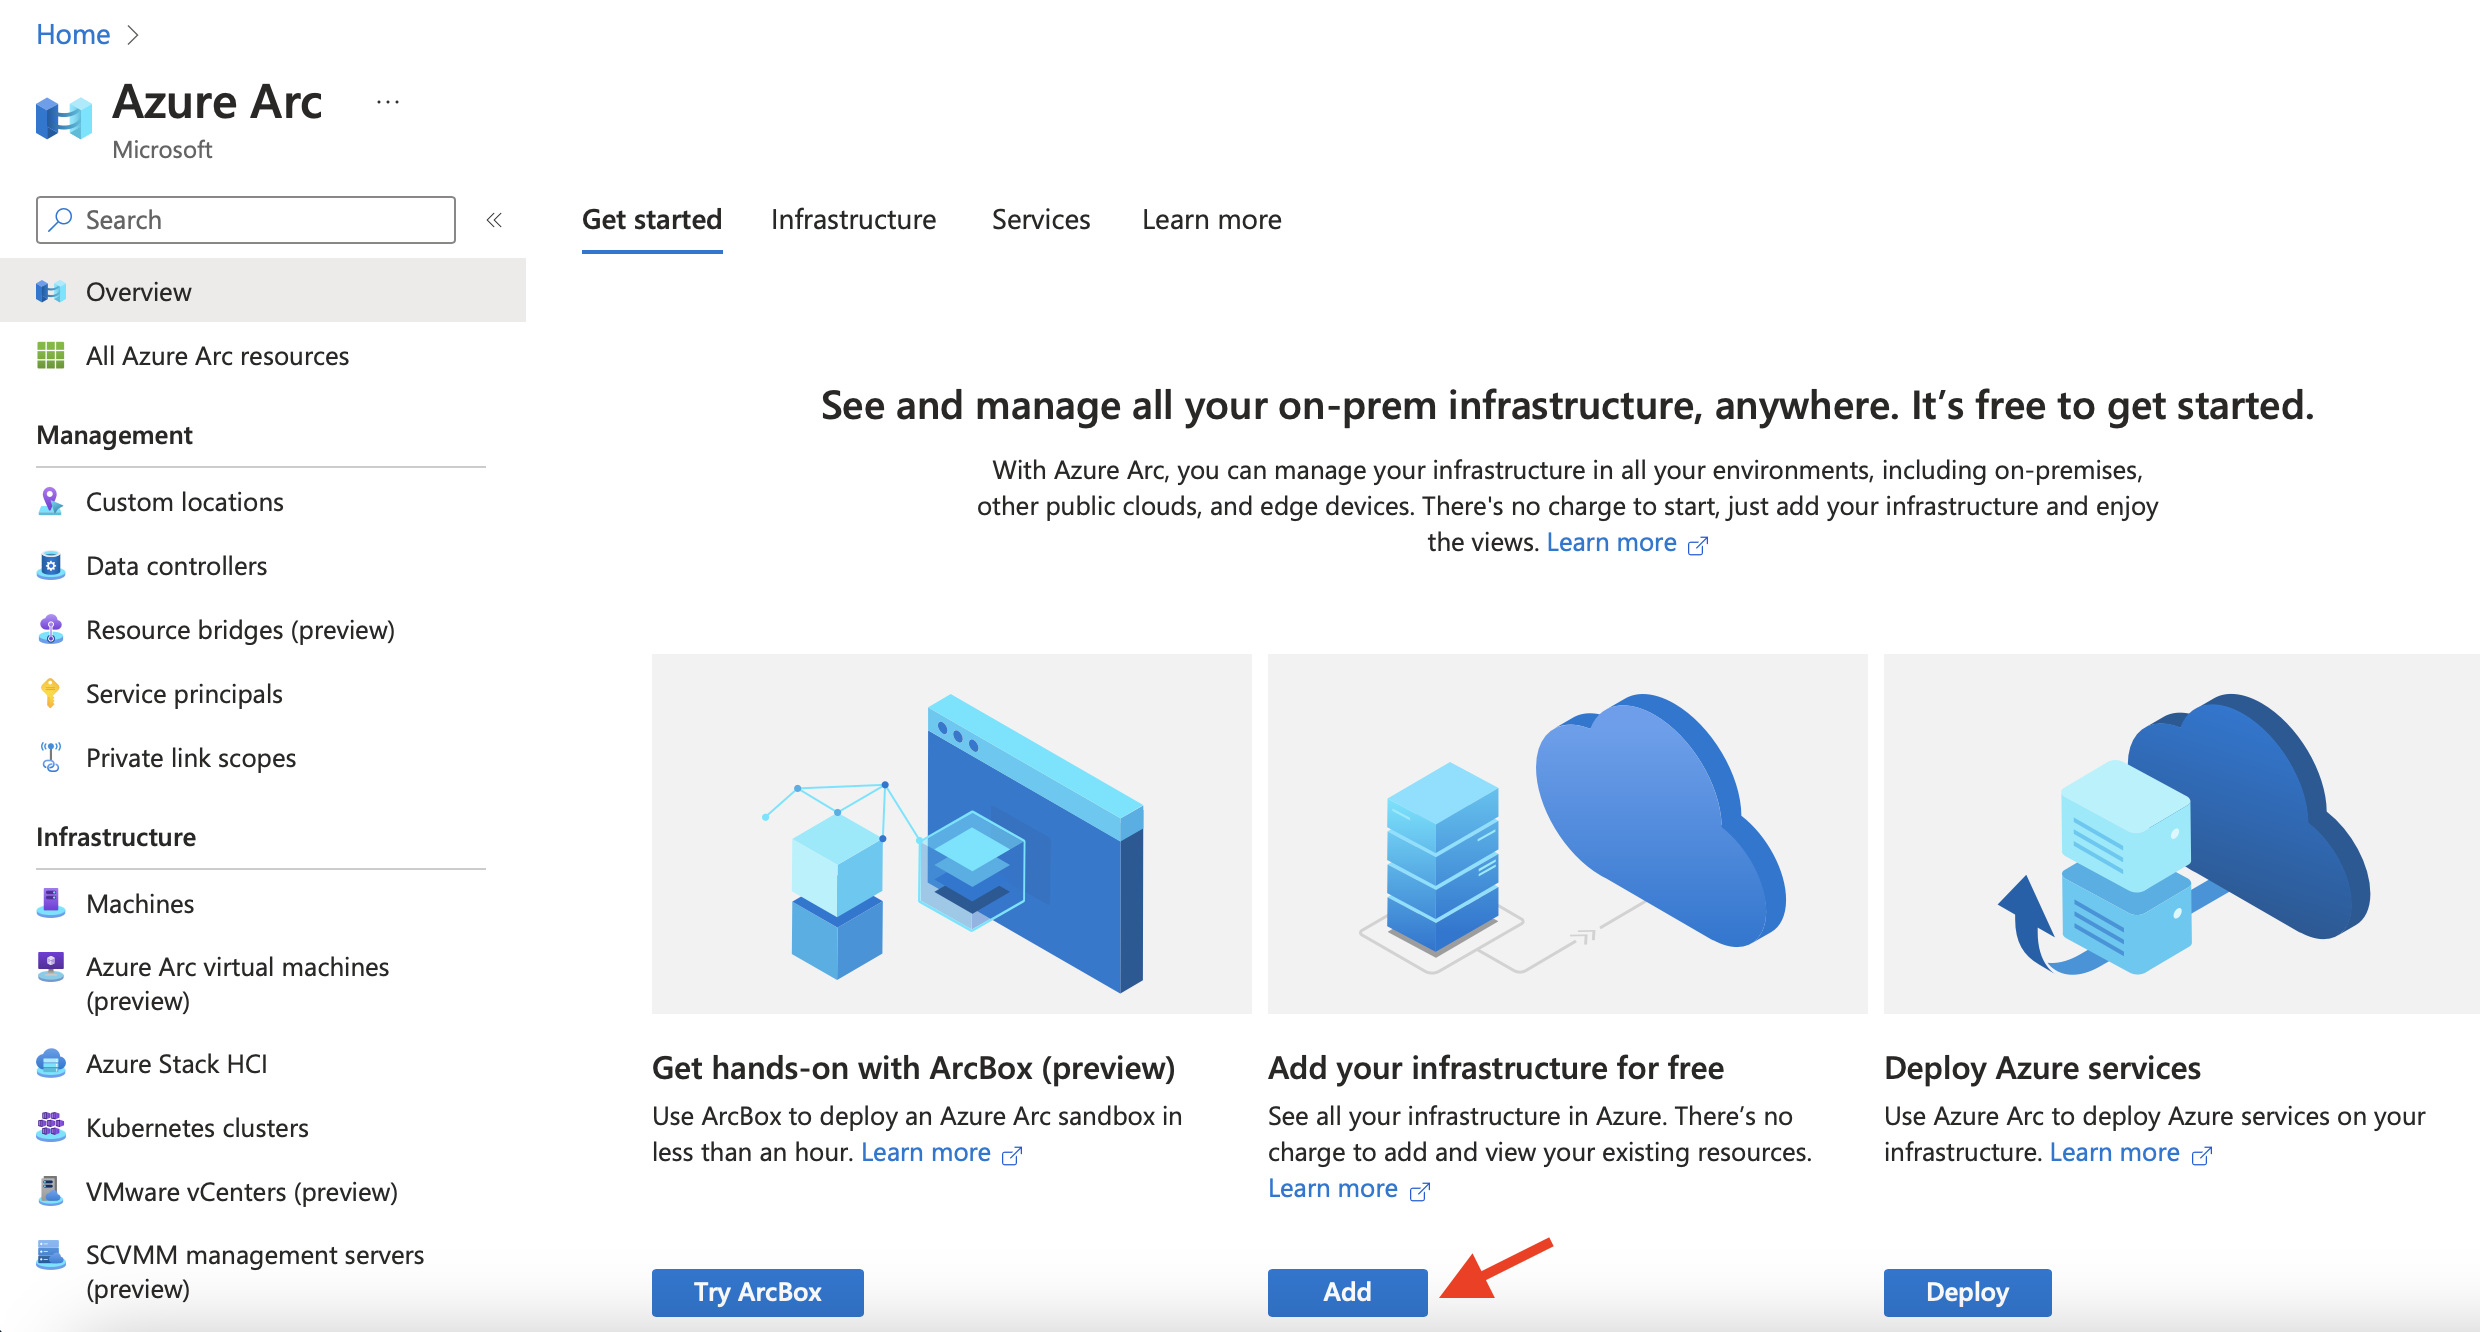 Home
Azure Arc ...
Microsoft
Search
Overview
All Azure Arc resources
Management
Custom locations
Data controllers
Resource bridges (preview)
Service principals
Private link scopes
Infrastructure
Machines
Azure Arc virtual machines
(preview)
Azure Stack HCI
Kubernetes clusters
VMware vCenters (preview)
SCVMM management servers
(preview)
Get started Infrastructure Services Learn more
See and manage all your on-prem infrastructure, anywhere. It’s free to get started.
With Azure Arc, you can manage your infrastructure in all your environments, including on-premises,
other public clouds, and edge devices. There's no charge to start, just add your infrastructure and enjoy
the views. Learn more
Get hands-on with ArcBox (preview)
Use ArcBox to deploy an Azure Arc sandbox in
less than an hour. Learn more
Try ArcBox
Add your infrastructure for free
See all your infrastructure in Azure. There’s no
charge to add and view your existing resources.
Learn more
Add
Deploy Azure services
Use Azure Arc to deploy Azure services on your
infrastructure. Learn more
Deploy